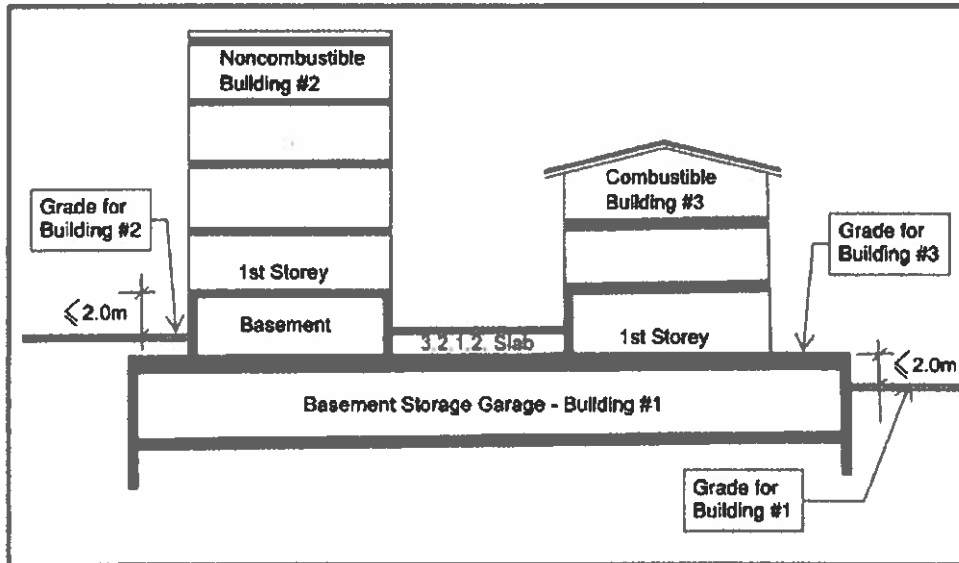 Noncombustible
Building #2
Combustible
Building #3
Grade for
Building #2
Grade for
Building #3
1st Storey
⩽ 2.0m
Basement
3.2.1.2. Slab
1st Storey
⩽ 2.0m
Basement Storage Garage - Building #1
Grade for
Building #1